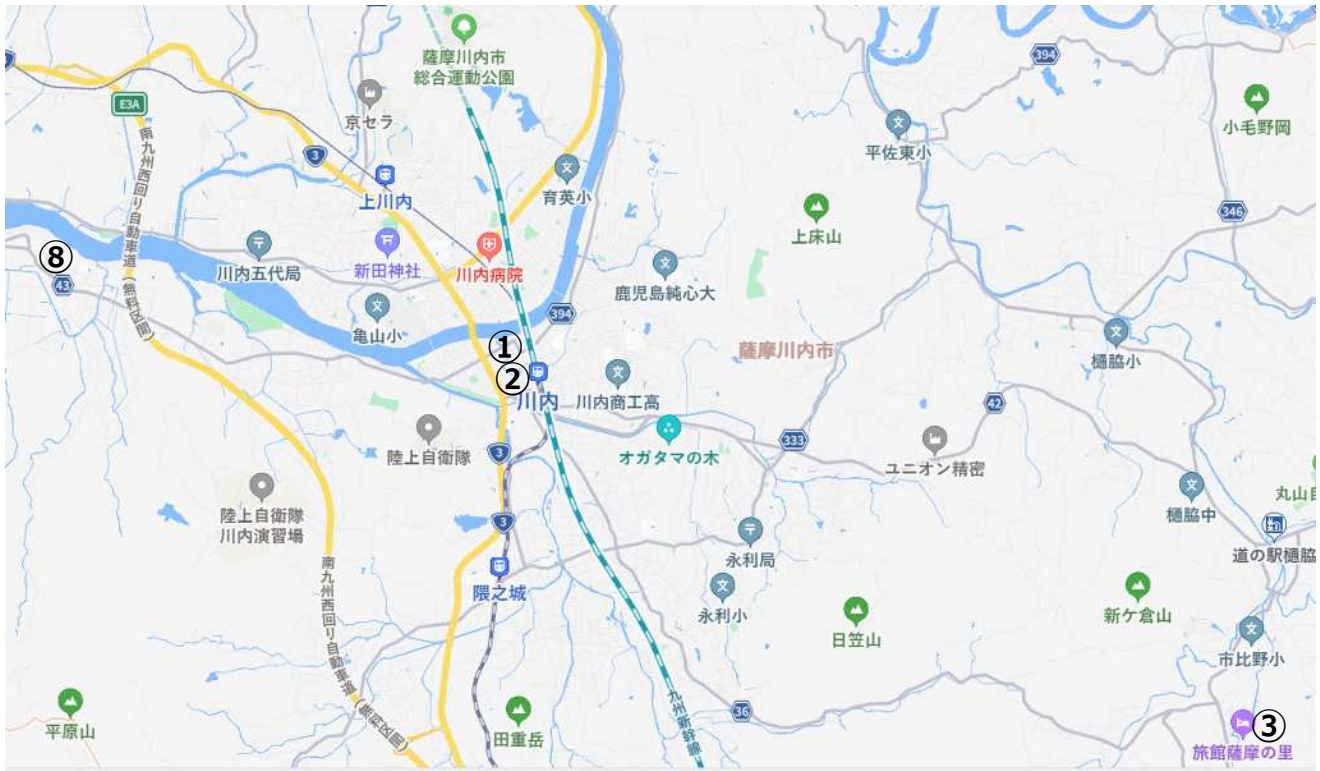 薩摩川内市
総合運動公園
394
E3A
京セラ
小毛野岡
平佐東小
南九州西回り自動車道(無料区間)
3
育英小
上川内
346
上床山
⑧
43
川内五代局
新田神社
川内病院
鹿児島純心大
亀山小
394
①
薩摩川内市
樋脇小
②
川内
川内商工高
42
陸上自衛隊
3
オガタマの木
333
ユニオン精密
陸上自衛隊
川内演習場
樋脇中
丸山自
3
永利局
道の駅樋脇
南九州西回り自動車道(無料区間)
隈之城
永利小
日笠山
新ケ倉山
市比野小
平原山
田重岳
九州新幹線
36
③
旅館薩摩の里